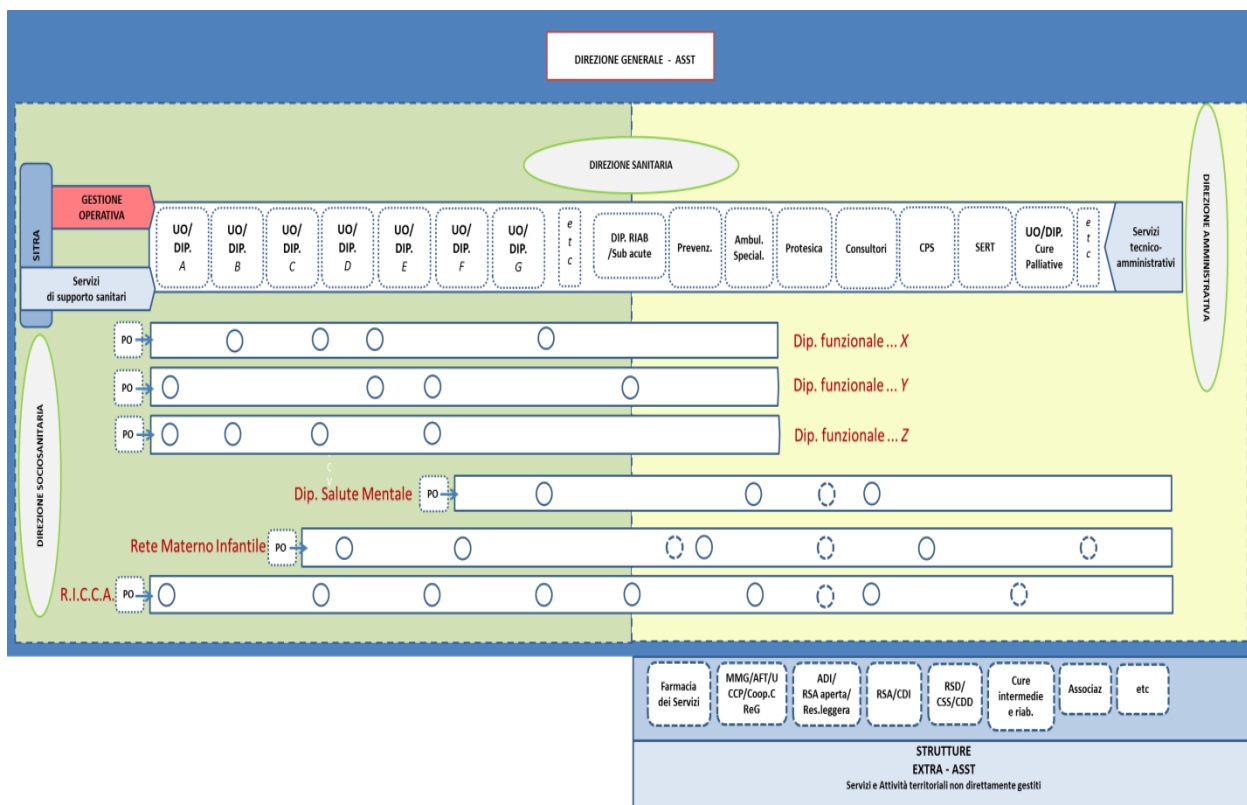 DIREZIONE GENERALE - ASST
DIREZIONE SANITARIA
DIREZIONE AMMINISTRATIVA
SITRA
GESTIONE
OPERATIVA
Servizi
di supporto sanitari
UO/
DIP.
A
UO/
DIP.
B
UO/
DIP.
C
UO/
DIP.
D
UO/
DIP.
E
UO/
DIP.
F
UO/
DIP.
G
e
t
c
DIP. RIAB
/Sub acute
Prevenz.
Ambul.
Special.
Protesica
Consultori
CPS
SERT
UO/DIP.
Cure
Palliative
e
t
c
Servizi
tecnico-
amministrativi
DIREZIONE SOCIOSANITARIA
PO
Dip. funzionale ... X
PO
Dip. funzionale ... Y
PO
Dip. funzionale ... Z
Dip. Salute Mentale
PO
Rete Materno Infantile
PO
R.I.C.C.A.
PO
Farmacia
dei Servizi
MMG/AFT/U
CCP/Coop.C
ReG
ADI/
RSA aperta/
Res.leggera
RSA/CDI
RSD/
CSS/CDD
Cure
intermedie
e riab.
Associaz
etc
STRUTTURE
EXTRA - ASST
Servizi e Attività territoriali non direttamente gestiti